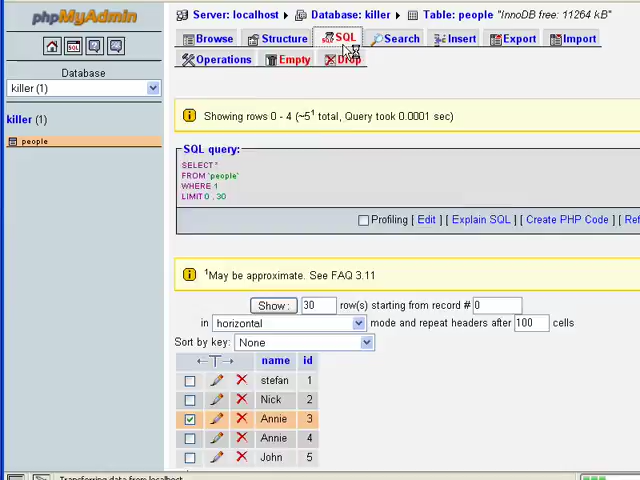 phpMyAdmin
Server: localhost ▸ Database: killer ▸ Table: people "InnoDB free: 11264 kB"
Browse Structure SQL Search Insert Export Import
Operations Empty Drop
Database
killer (1)
killer (1)
people
Showing rows 0 - 4 (~5¹ total, Query took 0.0001 sec)
SQL query:
SELECT *
FROM `people`
WHERE 1
LIMIT 0 , 30
Profiling [ Edit ] [ Explain SQL ] [ Create PHP Code ] [ Ref
¹May be approximate. See FAQ 3.11
Show : 30 row(s) starting from record # 0
in horizontal mode and repeat headers after 100 cells
Sort by key: None
←T→ name id
stefan 1
Nick 2
Annie 3
Annie 4
John 5
Transferring data from localhost